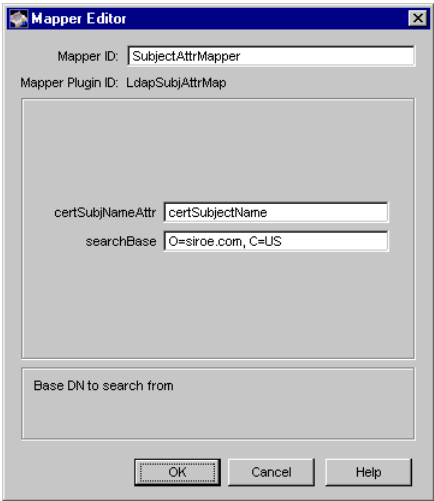 Mapper Editor
Mapper ID: SubjectAttrMapper
Mapper Plugin ID: LdapSubjAttrMap
certSubjNameAttr certSubjectName
searchBase O=siroe.com, C=US
Base DN to search from
OK Cancel Help